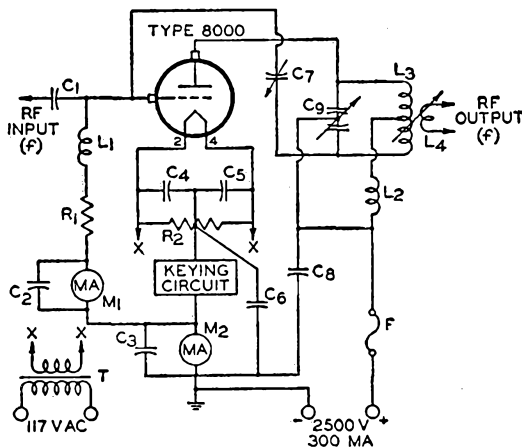 TYPE 8000
C1
C7
L3
RF
INPUT
(f)
C9
RF
OUTPUT
(f)
L4
L1
2
4
C4
C5
L2
R1
R2
X
X
KEYING
CIRCUIT
C2
MA
M1
C6
C8
X
X
C3
M2
MA
F
T
117 VAC
-
2500 V
+
300 MA